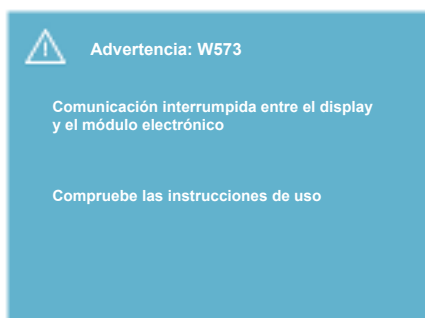 Advertencia: W573
Comunicación interrumpida entre el display
y el módulo electrónico
Compruebe las instrucciones de uso